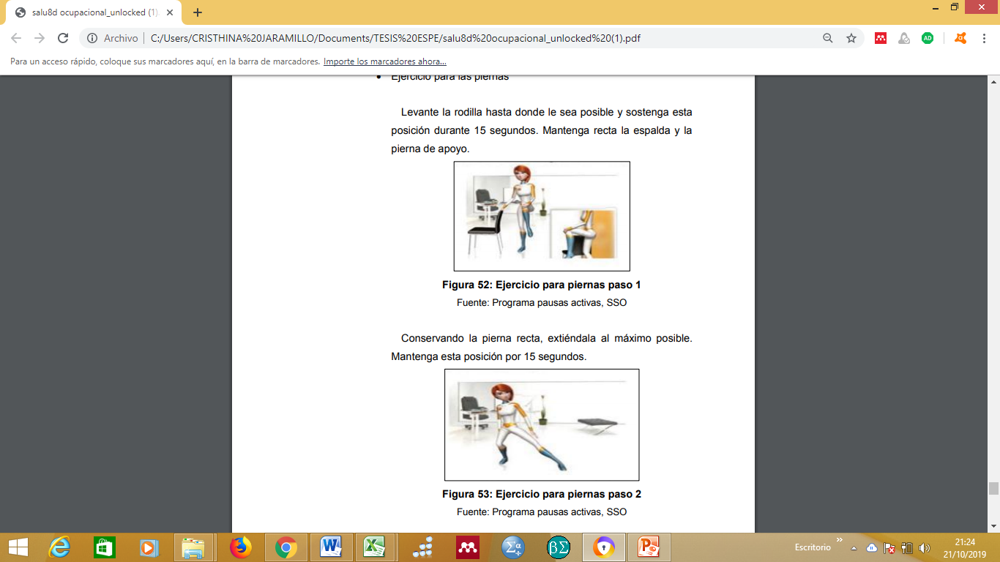 salu8d ocupacional_unlocked (1)
Archivo
C:/Users/CRISTHINA%20JARAMILLO/Documents/TESIS%20ESPE/salu8d%20ocupacional_unlocked%20(1).pdf
Para un acceso rápido, coloque sus marcadores aquí, en la barra de marcadores. Importe los marcadores ahora...
• Ejercicio para las piernas
Levante la rodilla hasta donde le sea posible y sostenga esta
posición durante 15 segundos. Mantenga recta la espalda y la
pierna de apoyo.
Figura 52: Ejercicio para piernas paso 1
Fuente: Programa pausas activas, SSO
Conservando la pierna recta, extiéndala al máximo posible.
Mantenga esta posición por 15 segundos.
Figura 53: Ejercicio para piernas paso 2
Fuente: Programa pausas activas, SSO
Escritorio
21:24
21/10/2019